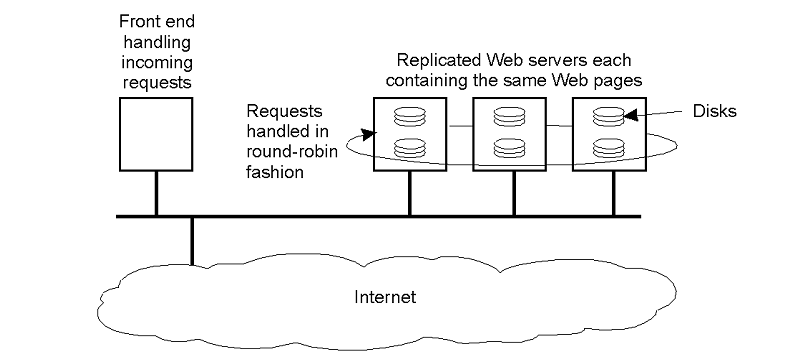 Front end
handling
incoming
requests
Replicated Web servers each
containing the same Web pages
Requests
handled in
round-robin
fashion
Disks
Internet